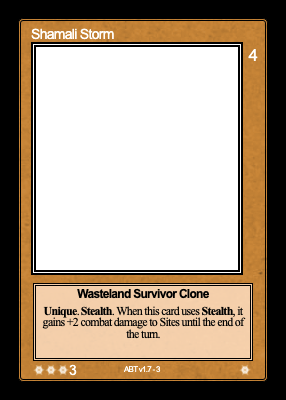 Shamali Storm
4
Wasteland Survivor Clone
Unique. Stealth. When this card uses Stealth, it
gains +2 combat damage to Sites until the end of
the turn.
3
ABT v1.7 - 3